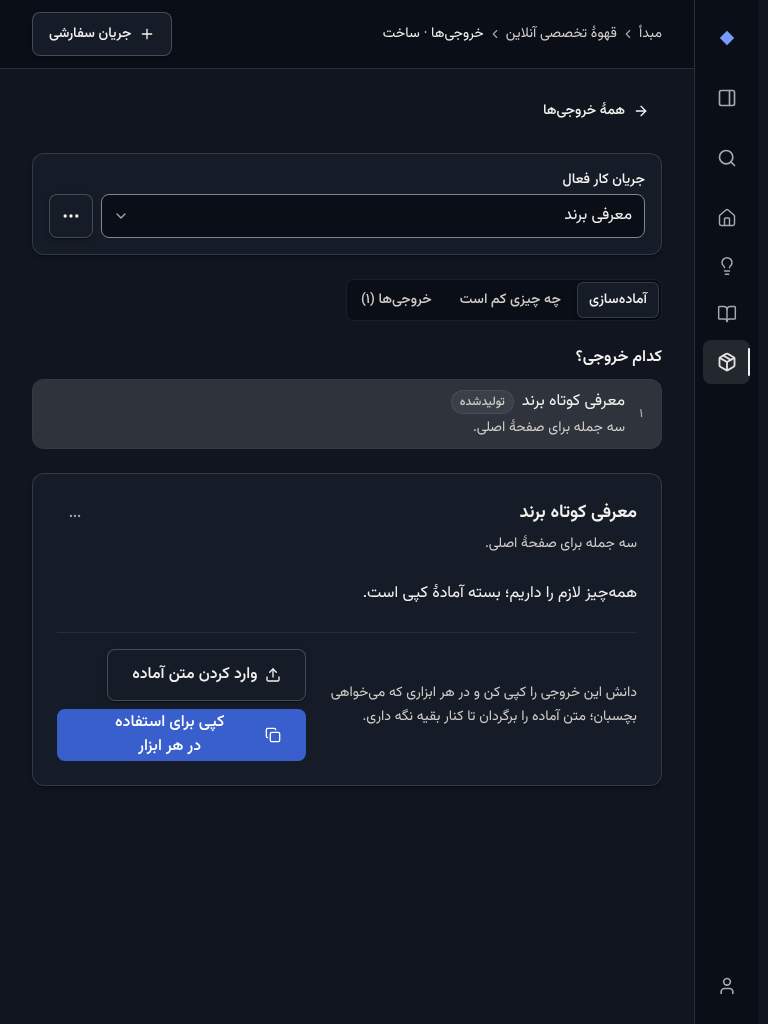 مبدأ › قهوهٔ تخصصی آنلاین › خروجی‌ها · ساخت
+ جریان سفارشی
همهٔ خروجی‌ها
جریان کار فعال
معرفی برند
آماده‌سازی
چه چیزی کم است
خروجی‌ها (۱)
کدام خروجی؟
۱
معرفی کوتاه برند
تولیدشده
سه جمله برای صفحهٔ اصلی.
معرفی کوتاه برند
سه جمله برای صفحهٔ اصلی.
همه‌چیز لازم را داریم؛ بسته آمادهٔ کپی است.
دانش این خروجی را کپی کن و در هر ابزاری که می‌خواهی
بچسبان؛ متن آماده را برگردان تا کنار بقیه نگه داری.
وارد کردن متن آماده
کپی برای استفاده
در هر ابزار